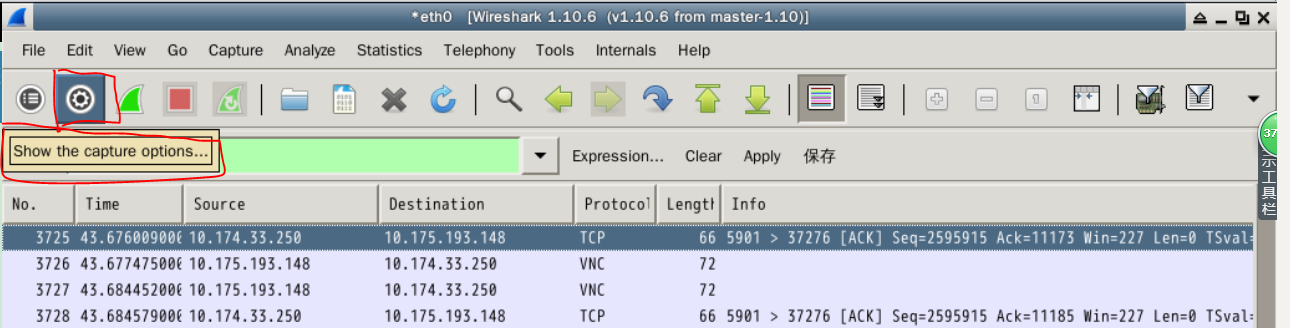 *eth0 [Wireshark 1.10.6 (v1.10.6 from master-1.10)]
File Edit View Go Capture Analyze Statistics Telephony Tools Internals Help
Show the capture options... Expression... Clear Apply 保存
37
示工具栏
No. Time Source Destination Protocol Length Info
3725 43.676009000 10.174.33.250 10.175.193.148 TCP 66 5901 > 37276 [ACK] Seq=2595915 Ack=11173 Win=227 Len=0 TSval=
3726 43.677475000 10.175.193.148 10.174.33.250 VNC 72
3727 43.684452000 10.175.193.148 10.174.33.250 VNC 72
3728 43.684579000 10.174.33.250 10.175.193.148 TCP 66 5901 > 37276 [ACK] Seq=2595915 Ack=11185 Win=227 Len=0 TSval=